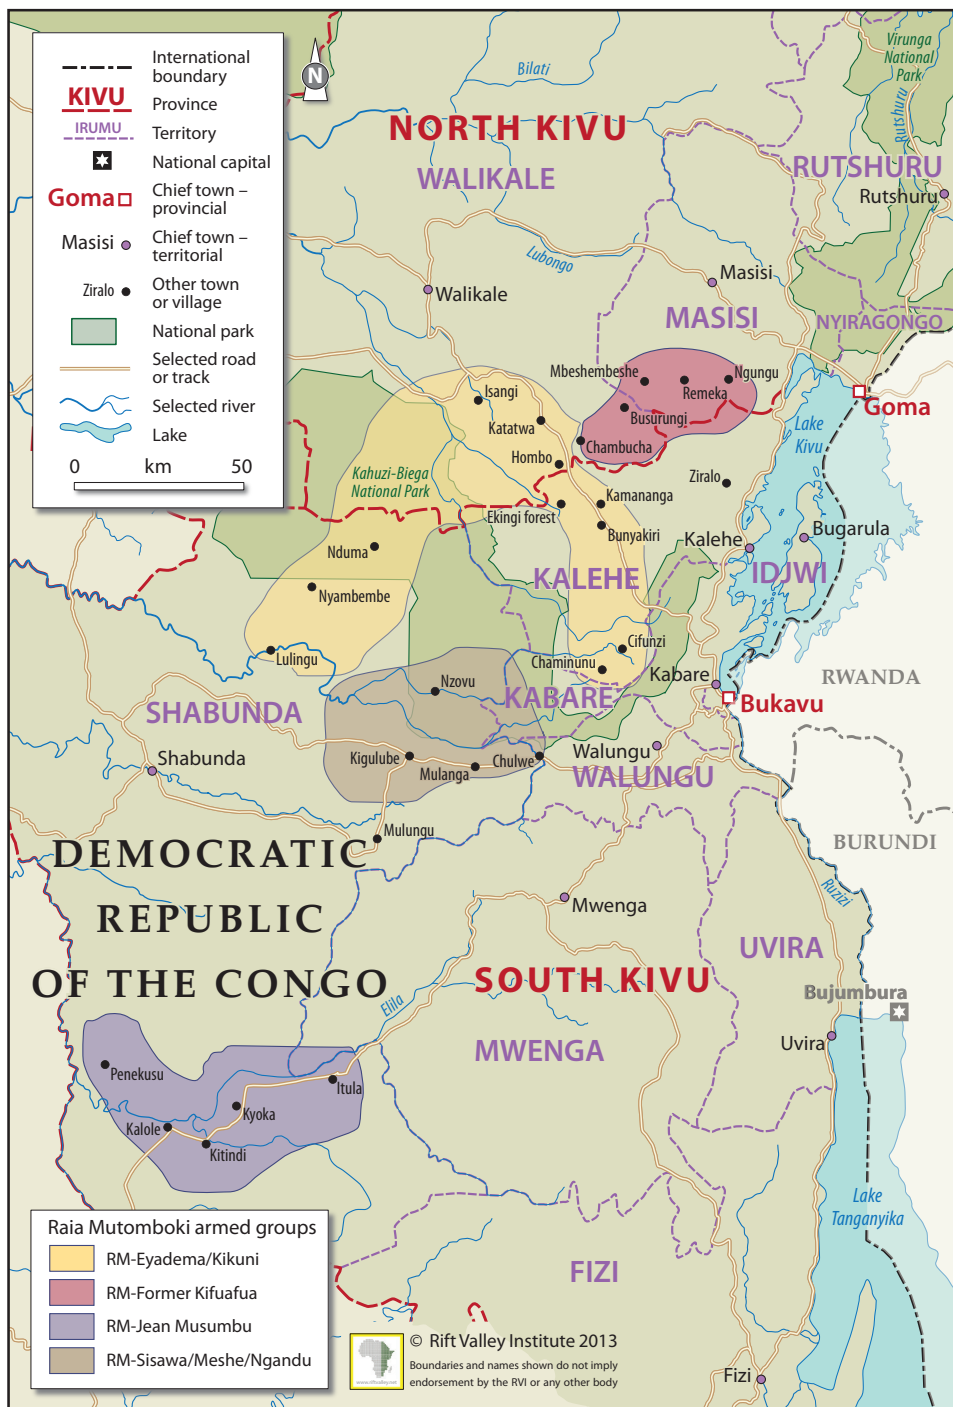 International
boundary
KIVU
Province
IRUMU
Territory
National capital
Goma
Chief town –
provincial
Masisi
Chief town –
territorial
Ziralo
Other town
or village
National park
Selected road
or track
Selected river
Lake
0 km 50
N
Bilati
Virunga
National
Park
Rutshuru
NORTH KIVU
WALIKALE
RUTSHURU
Rutshuru
Lubongo
Masisi
Walikale
MASISI
NYIRAGONGO
Mbeshembeshe
Ngungu
Remeka
Isangi
Busurungi
Goma
Katatwa
Chambucha
Lake
Kivu
Hombo
Kahuzi-Biega
National Park
Ziralo
Kamananga
Ekingi forest
Bunyakiri
Bugarula
Kalehe
Nduma
KALEHE
IDJWI
Nyambembe
Cifunzi
Lulingu
Chaminunu
Kabare
RWANDA
Nzovu
KABARE
Bukavu
SHABUNDA
Shabunda
Kigulube
Chulwe
Walungu
Mulanga
WALUNGU
Mulungu
BURUNDI
DEMOCRATIC
REPUBLIC
OF THE CONGO
Ruzizi
Mwenga
UVIRA
SOUTH KIVU
Elila
Bujumbura
MWENGA
Uvira
Penekusu
Itula
Kyoka
Kalole
Kitindi
Lake
Tanganyika
FIZI
Fizi
Raia Mutomboki armed groups
RM-Eyadema/Kikuni
RM-Former Kifuafua
RM-Jean Musumbu
RM-Sisawa/Meshe/Ngandu
© Rift Valley Institute 2013
Boundaries and names shown do not imply
endorsement by the RVI or any other body
www.riftvalley.net